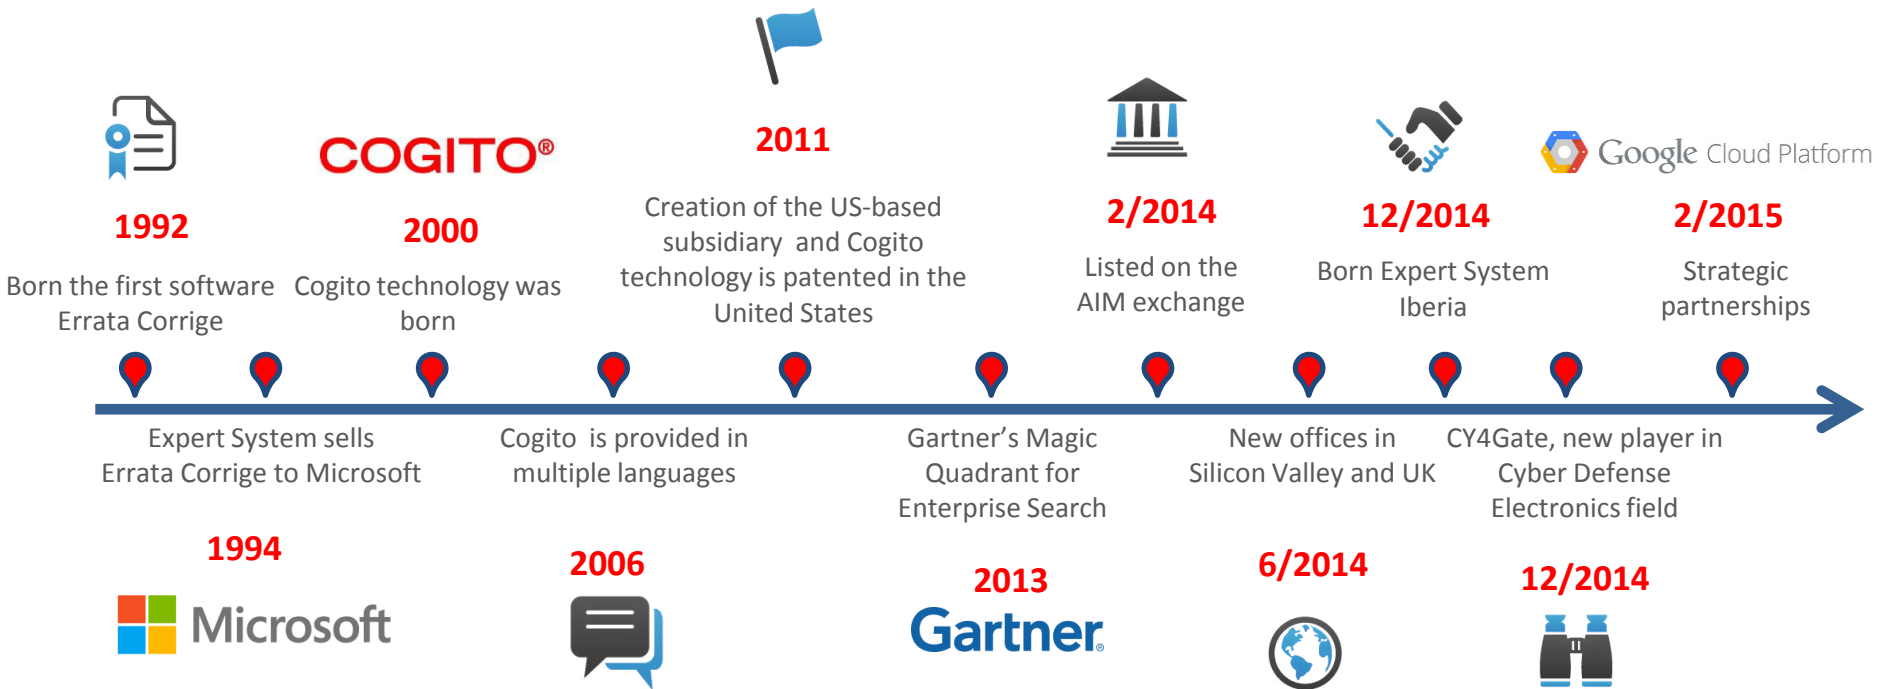 COGITO®
2011
Google Cloud Platform
1992
2000
Creation of the US-based
subsidiary and Cogito
technology is patented in the
United States
2/2014
12/2014
2/2015
Born the first software
Errata Corrige
Cogito technology was
born
Listed on the
AIM exchange
Born Expert System
Iberia
Strategic
partnerships
Expert System sells
Errata Corrige to Microsoft
Cogito is provided in
multiple languages
Gartner's Magic
Quadrant for
Enterprise Search
New offices in
Silicon Valley and UK
CY4Gate, new player in
Cyber Defense
Electronics field
1994
2006
2013
6/2014
12/2014
Microsoft
Gartner®